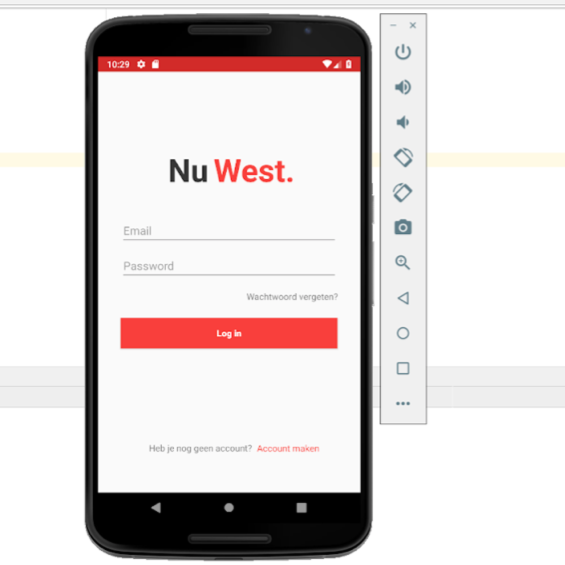 10:29
Nu West.
Email
Password
Wachtwoord vergeten?
Log in
Heb je nog geen account? Account maken